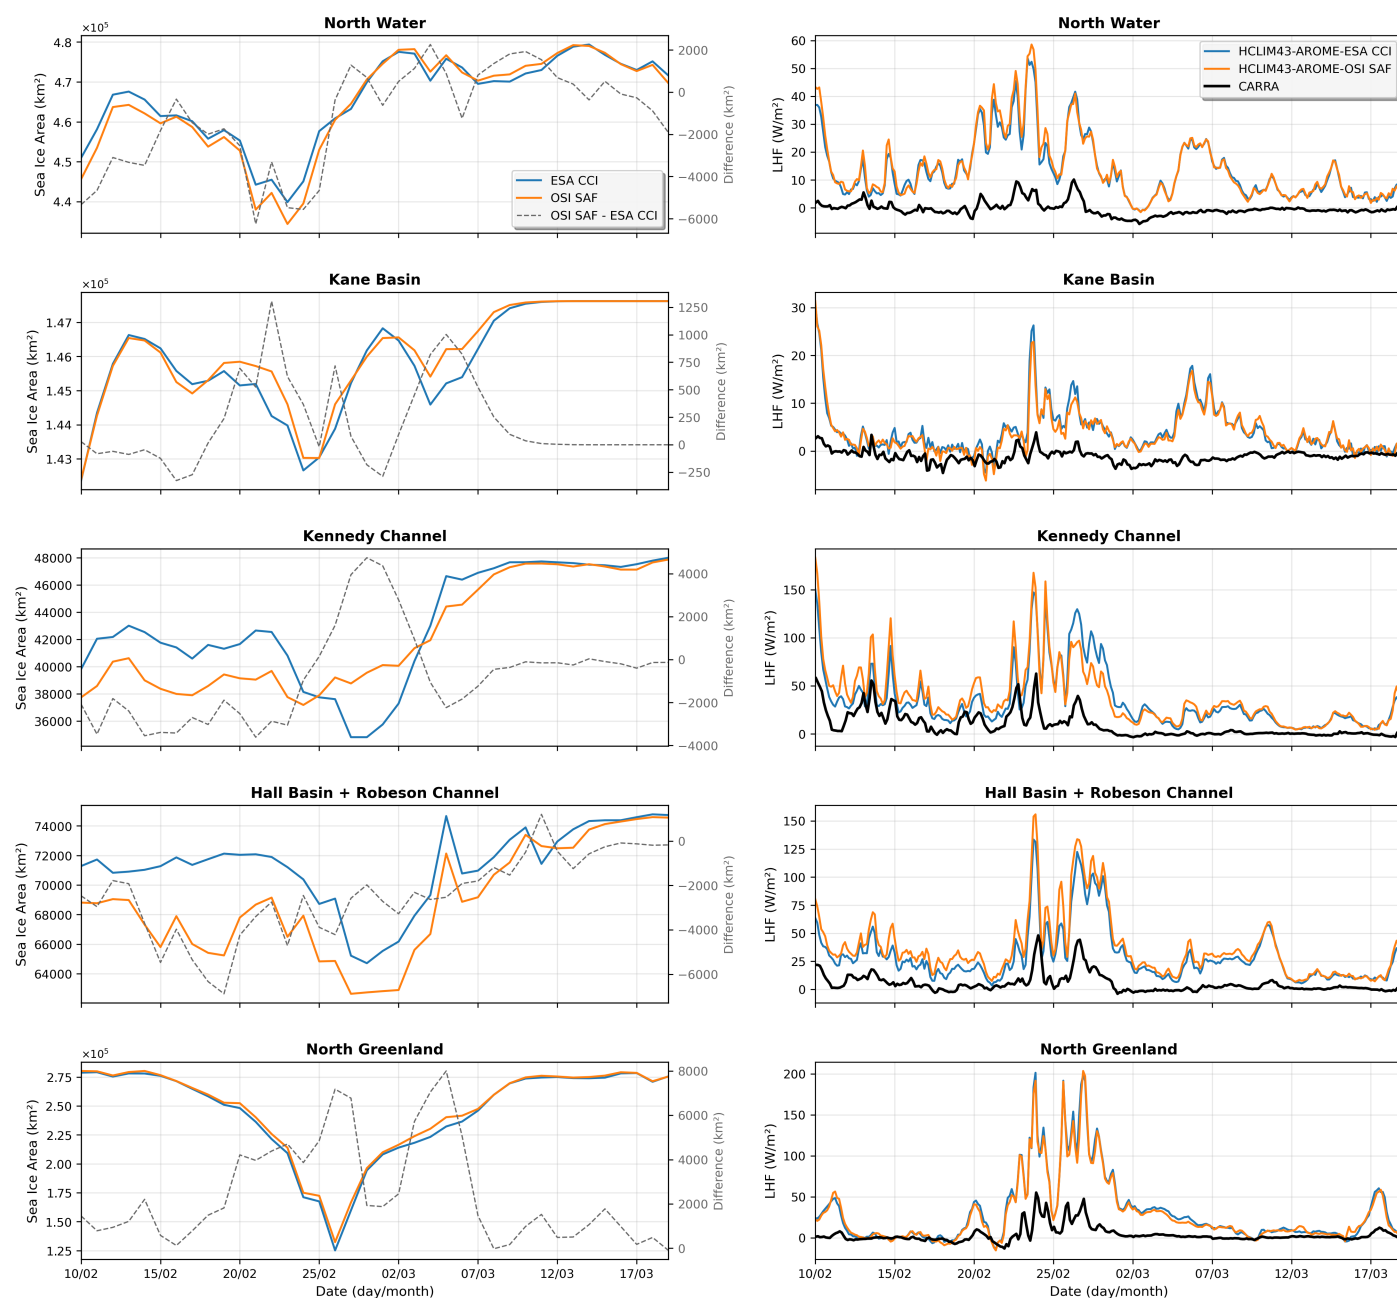 North Water
×10⁵
4.8
4.7
4.6
4.5
4.4
Sea Ice Area (km²)
2000
0
−2000
−4000
−6000
Difference (km²)
ESA CCI
OSI SAF
OSI SAF - ESA CCI
North Water
60
50
40
30
20
10
0
LHF (W/m²)
HCLIM43-AROME-ESA CCI
HCLIM43-AROME-OSI SAF
CARRA
Kane Basin
×10⁵
1.47
1.46
1.45
1.44
1.43
Sea Ice Area (km²)
1250
1000
750
500
250
0
−250
Difference (km²)
Kane Basin
30
20
10
0
LHF (W/m²)
Kennedy Channel
48000
46000
44000
42000
40000
38000
36000
Sea Ice Area (km²)
4000
2000
0
−2000
−4000
Difference (km²)
Kennedy Channel
150
100
50
0
LHF (W/m²)
Hall Basin + Robeson Channel
74000
72000
70000
68000
66000
64000
Sea Ice Area (km²)
0
−2000
−4000
−6000
Difference (km²)
Hall Basin + Robeson Channel
150
125
100
75
50
25
0
LHF (W/m²)
North Greenland
×10⁵
2.75
2.50
2.25
2.00
1.75
1.50
1.25
Sea Ice Area (km²)
8000
6000
4000
2000
0
Difference (km²)
10/02 15/02 20/02 25/02 02/03 07/03 12/03 17/03
Date (day/month)
North Greenland
200
150
100
50
0
LHF (W/m²)
10/02 15/02 20/02 25/02 02/03 07/03 12/03 17/03
Date (day/month)